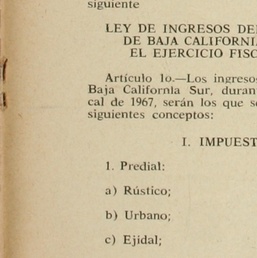 siguiente
LEY DE INGRESOS DE
DE BAJA CALIFORNI
EL EJERCICIO FISC
Artículo 1o.—Los ingresos
Baja California Sur, duran
cal de 1967, serán los que s
siguientes conceptos:
I. IMPUEST
1. Predial:
a) Rústico;
b) Urbano;
c) Ejidal;